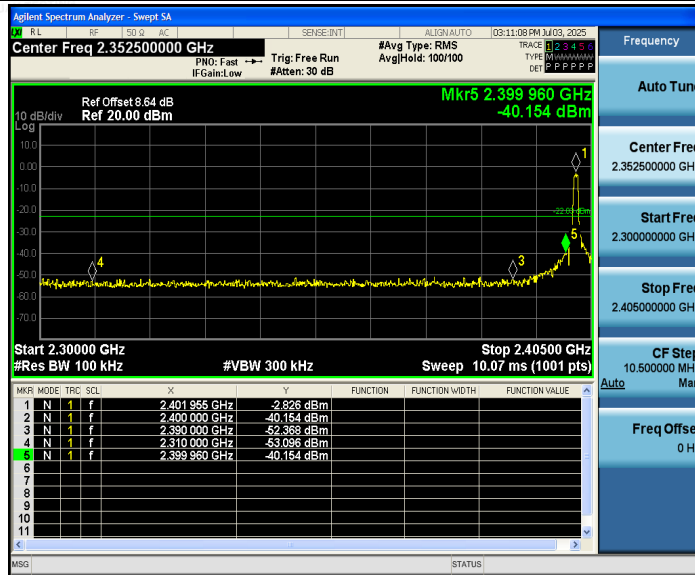 Agilent Spectrum Analyzer - Swept SA
LXI RL RF 50 Ω AC SENSE:INT ALIGNAUTO 03:11:08 PM Jul 03, 2025
Center Freq 2.352500000 GHz
PNO: Fast
IFGain:Low
Trig: Free Run
#Atten: 30 dB
#Avg Type: RMS
Avg|Hold: 100/100
TRACE 1 2 3 4 5 6
TYPE M
DET P P P P P P
Mkr5 2.399 960 GHz
-40.154 dBm
Ref Offset 8.64 dB
10 dB/div Ref 20.00 dBm
Log
10.0
0.00
-10.0
-20.0
-30.0
-40.0
-50.0
-60.0
-70.0
1
5
3
4
Start 2.30000 GHz Stop 2.40500 GHz
#Res BW 100 kHz #VBW 300 kHz Sweep 10.07 ms (1001 pts)
MKR MODE TRC SCL X Y FUNCTION FUNCTION WIDTH FUNCTION VALUE
1 N 1 f 2.401 955 GHz -2.826 dBm
2 N 1 f 2.400 000 GHz -40.154 dBm
3 N 1 f 2.390 000 GHz -52.368 dBm
4 N 1 f 2.310 000 GHz -53.096 dBm
5 N 1 f 2.399 960 GHz -40.154 dBm
6
7
8
9
10
11
MSG STATUS
Frequency
Auto Tun
Center Fre
2.352500000 GH
Start Fre
2.300000000 GH
Stop Fre
2.405000000 GH
CF Ste
10.500000 MH
Auto Ma
Freq Offse
0 H